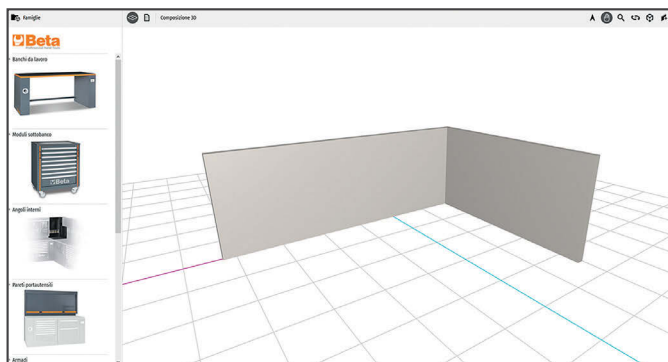 Famiglie
Composizione 3D
Beta
Banchi da lavoro
Moduli sottobanco
Beta
Angoli interni
Pareti portautensili
Armadi